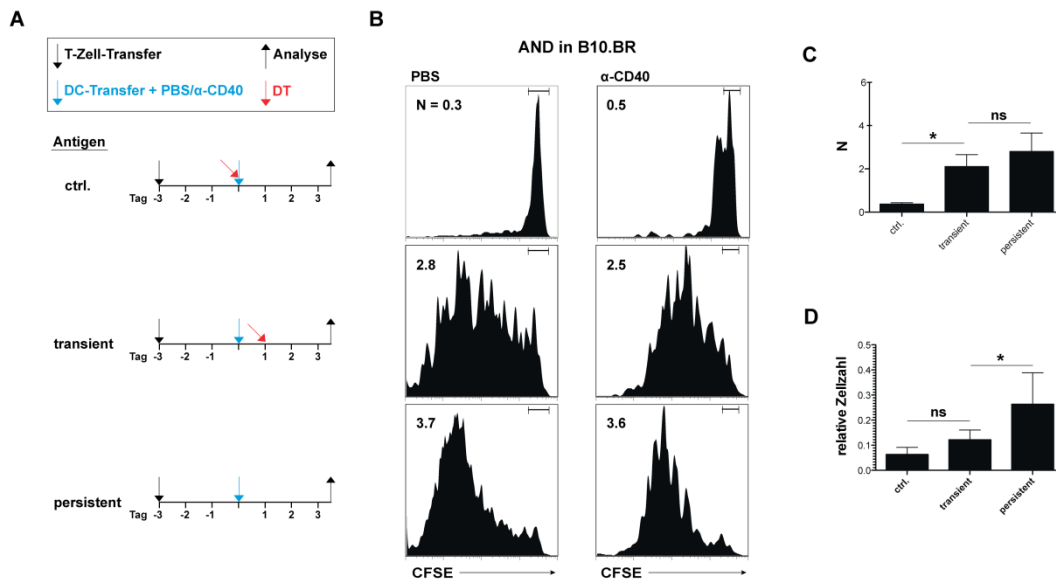 A
T-Zell-Transfer
Analyse
DC-Transfer + PBS/α-CD40
DT
Antigen
ctrl.
Tag -3 -2 -1 1 2 3
transient
Tag -3 -2 -1 1 2 3
persistent
Tag -3 -2 -1 1 2 3
B
AND in B10.BR
PBS
α-CD40
N = 0.3
0.5
2.8
2.5
3.7
3.6
CFSE
CFSE
C
N
6
4
2
0
*
ns
ctrl.
transient
persistent
D
relative Zellzahl
0.5
0.4
0.3
0.2
0.1
0.0
ns
*
ctrl.
transient
persistent